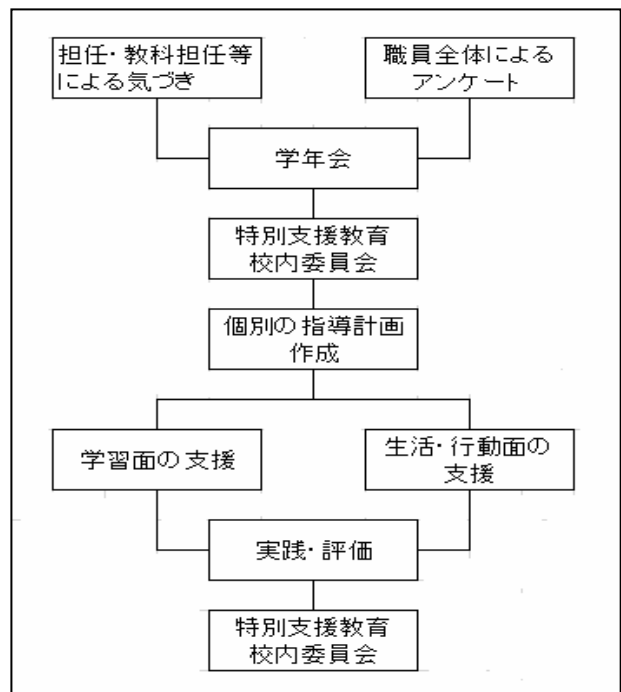 担任・教科担任等
による気づき
職員全体による
アンケート
学年会
特別支援教育
校内委員会
個別の指導計画
作成
学習面の支援
生活・行動面の
支援
実践・評価
特別支援教育
校内委員会